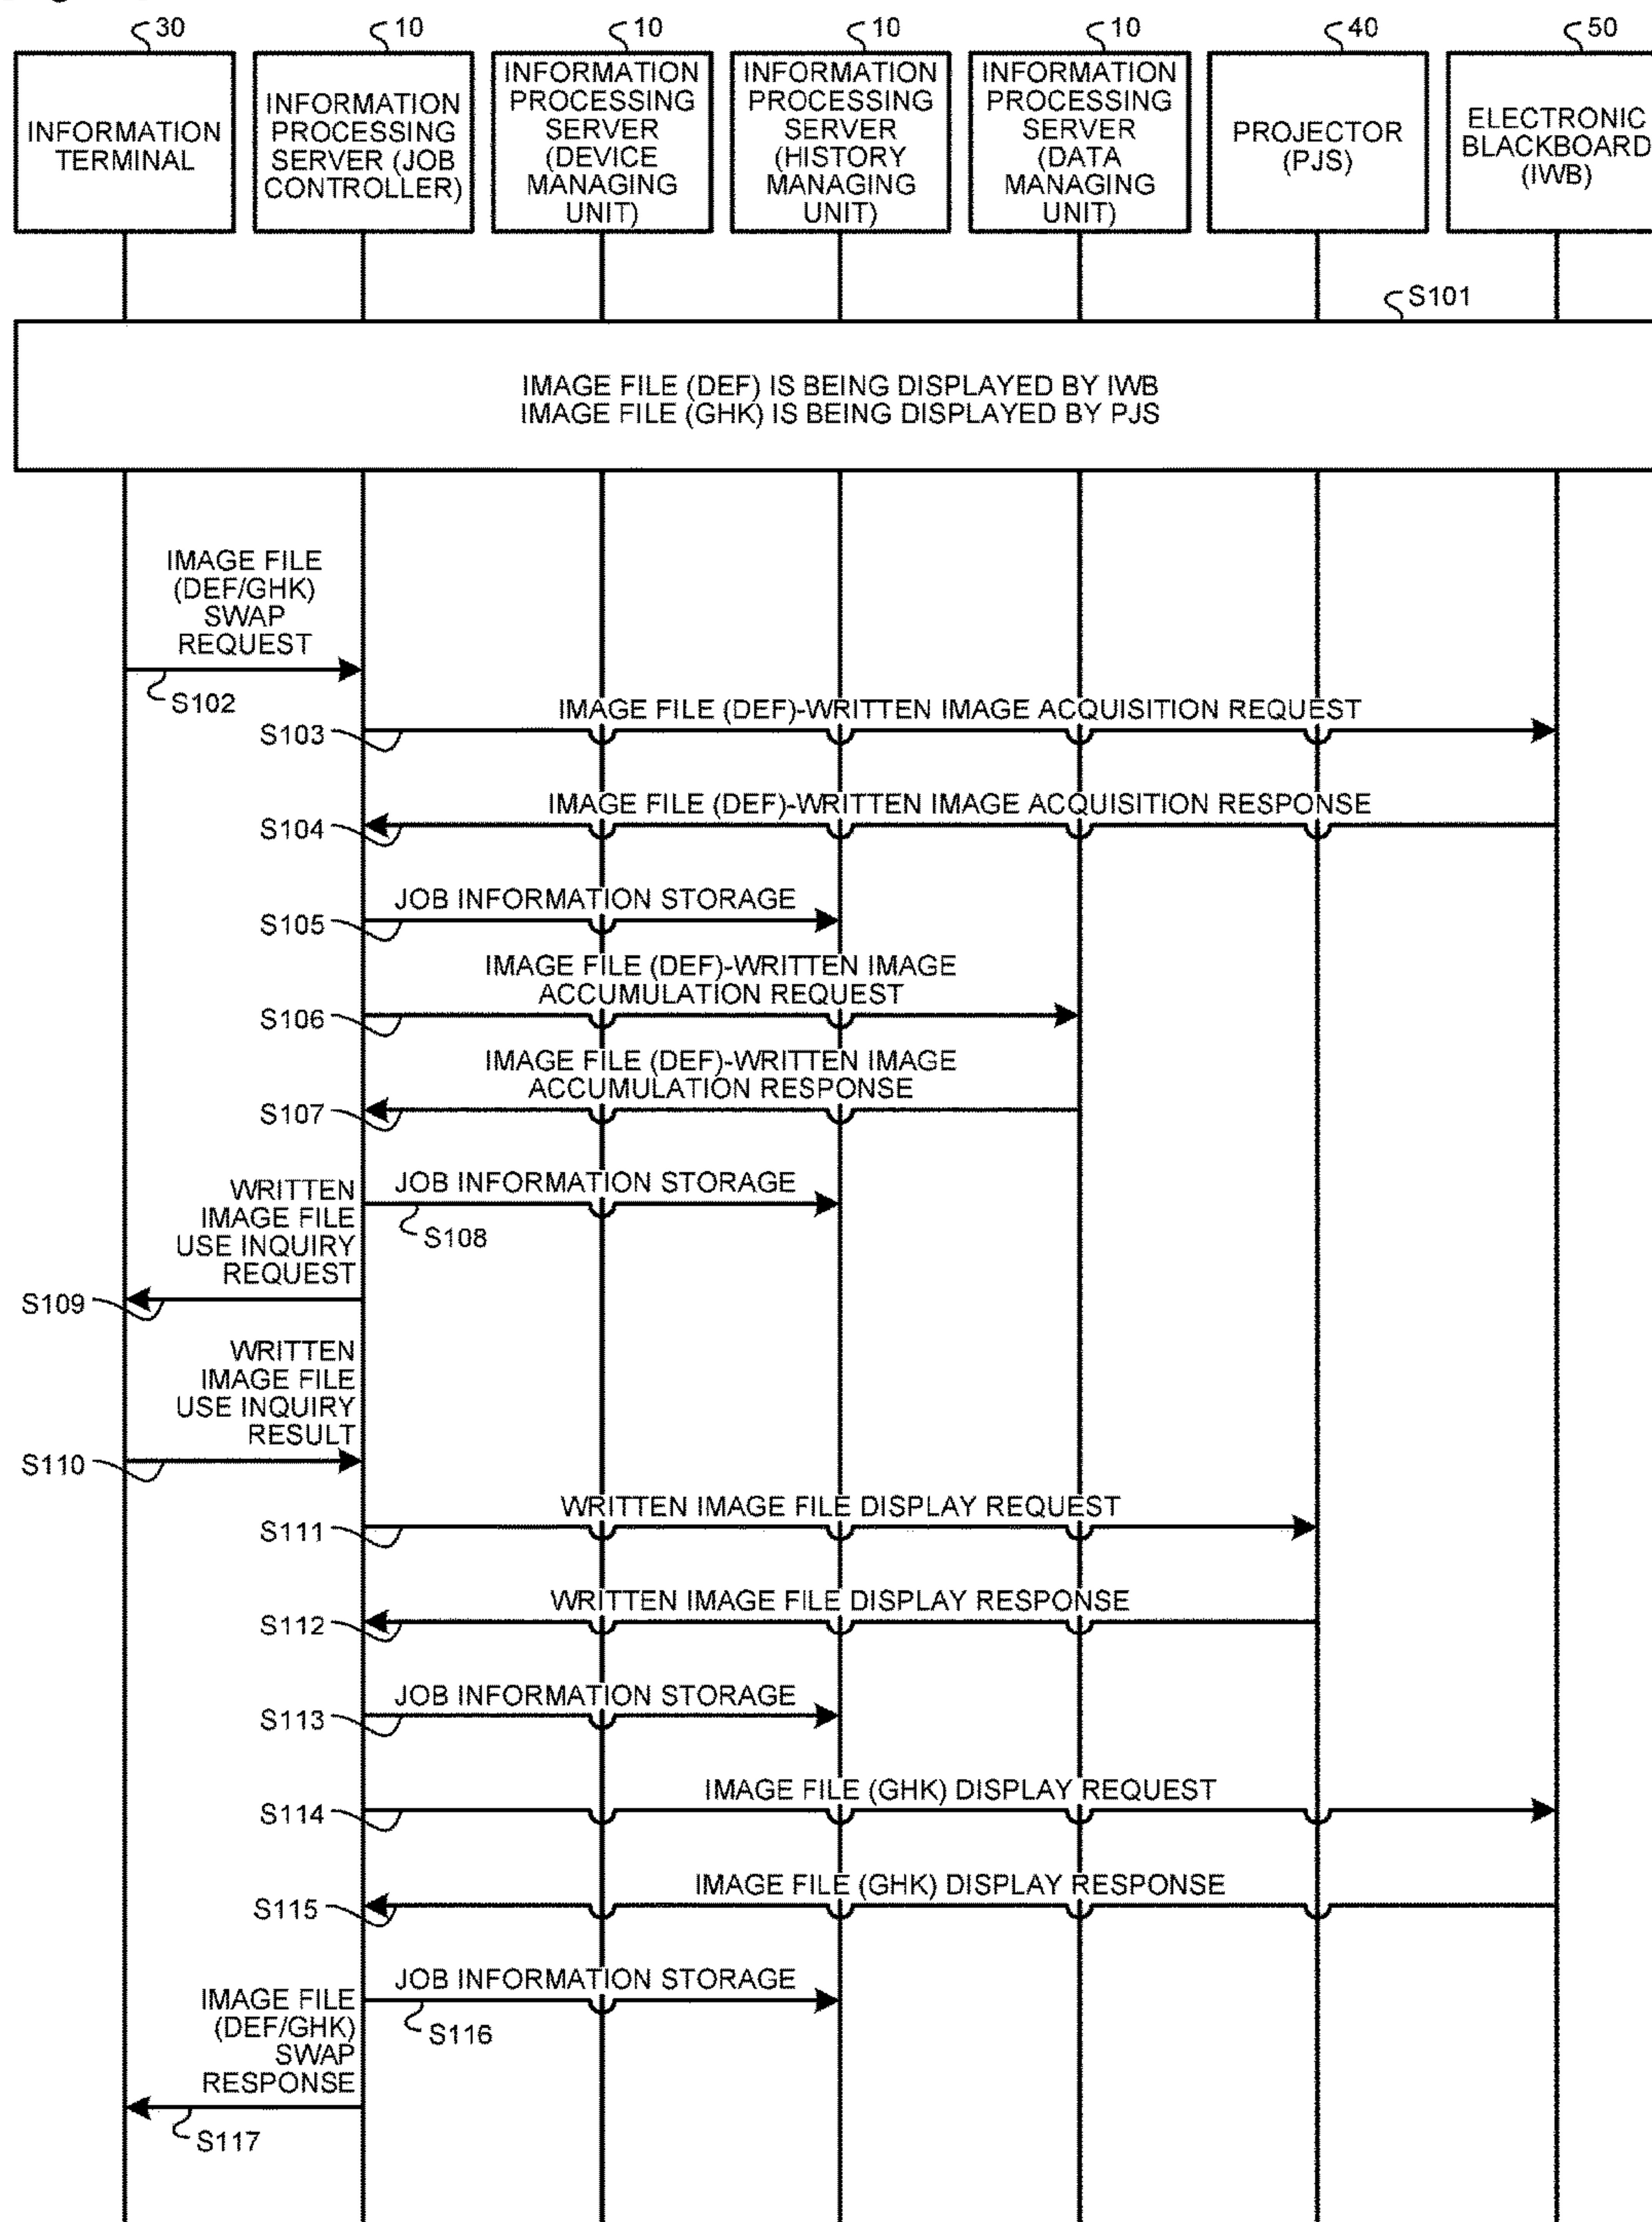 30
10
10
10
10
40
50
INFORMATION
TERMINAL
INFORMATION
PROCESSING
SERVER (JOB
CONTROLLER)
INFORMATION
PROCESSING
SERVER
(DEVICE
MANAGING
UNIT)
INFORMATION
PROCESSING
SERVER
(HISTORY
MANAGING
UNIT)
INFORMATION
PROCESSING
SERVER
(DATA
MANAGING
UNIT)
PROJECTOR
(PJS)
ELECTRONIC
BLACKBOARD
(IWB)
S101
IMAGE FILE (DEF) IS BEING DISPLAYED BY IWB
IMAGE FILE (GHK) IS BEING DISPLAYED BY PJS
IMAGE FILE
(DEF/GHK)
SWAP
REQUEST
S102
IMAGE FILE (DEF)-WRITTEN IMAGE ACQUISITION REQUEST
S103
IMAGE FILE (DEF)-WRITTEN IMAGE ACQUISITION RESPONSE
S104
JOB INFORMATION STORAGE
S105
IMAGE FILE (DEF)-WRITTEN IMAGE
ACCUMULATION REQUEST
S106
IMAGE FILE (DEF)-WRITTEN IMAGE
ACCUMULATION RESPONSE
S107
JOB INFORMATION STORAGE
S108
WRITTEN
IMAGE FILE
USE INQUIRY
REQUEST
S109
WRITTEN
IMAGE FILE
USE INQUIRY
RESULT
S110
WRITTEN IMAGE FILE DISPLAY REQUEST
S111
WRITTEN IMAGE FILE DISPLAY RESPONSE
S112
JOB INFORMATION STORAGE
S113
IMAGE FILE (GHK) DISPLAY REQUEST
S114
IMAGE FILE (GHK) DISPLAY RESPONSE
S115
JOB INFORMATION STORAGE
S116
IMAGE FILE
(DEF/GHK)
SWAP
RESPONSE
S117